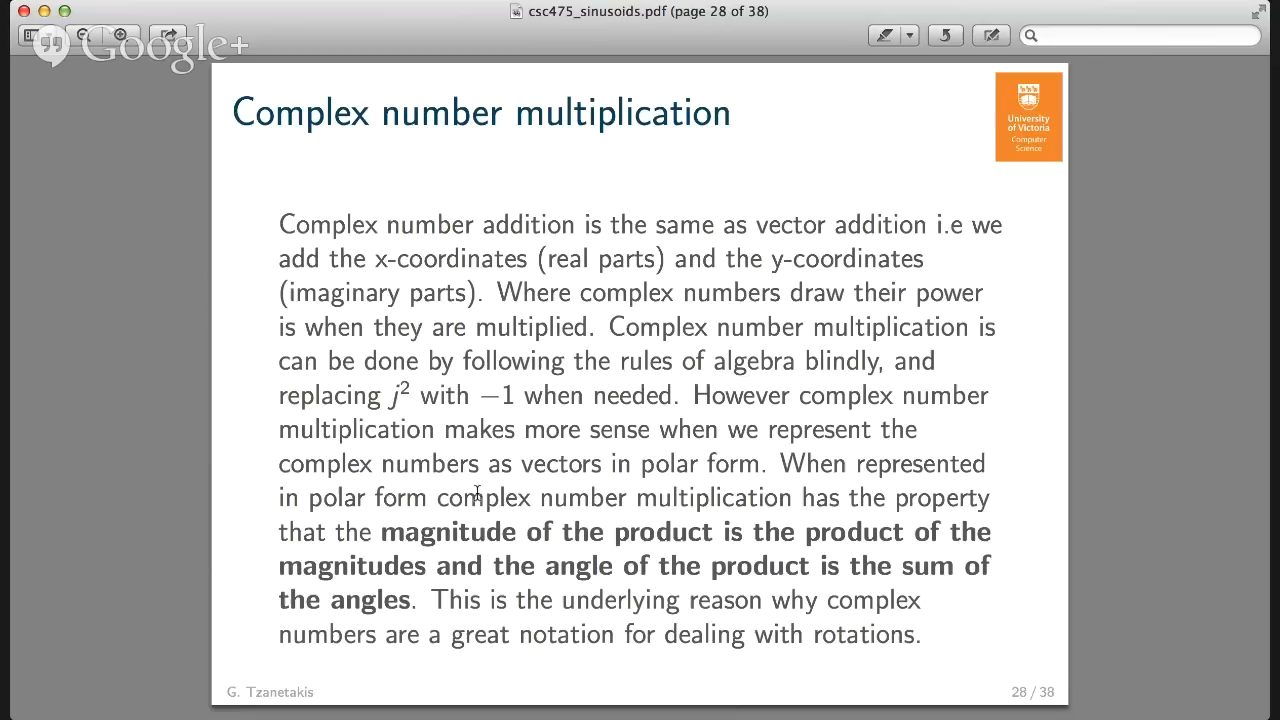 csc475_sinusoids.pdf (page 28 of 38)
Google+
Complex number multiplication
University
of Victoria
Computer
Science
Complex number addition is the same as vector addition i.e we
add the x-coordinates (real parts) and the y-coordinates
(imaginary parts). Where complex numbers draw their power
is when they are multiplied. Complex number multiplication is
can be done by following the rules of algebra blindly, and
replacing j² with −1 when needed. However complex number
multiplication makes more sense when we represent the
complex numbers as vectors in polar form. When represented
in polar form complex number multiplication has the property
that the magnitude of the product is the product of the
magnitudes and the angle of the product is the sum of
the angles. This is the underlying reason why complex
numbers are a great notation for dealing with rotations.
G. Tzanetakis
28 / 38